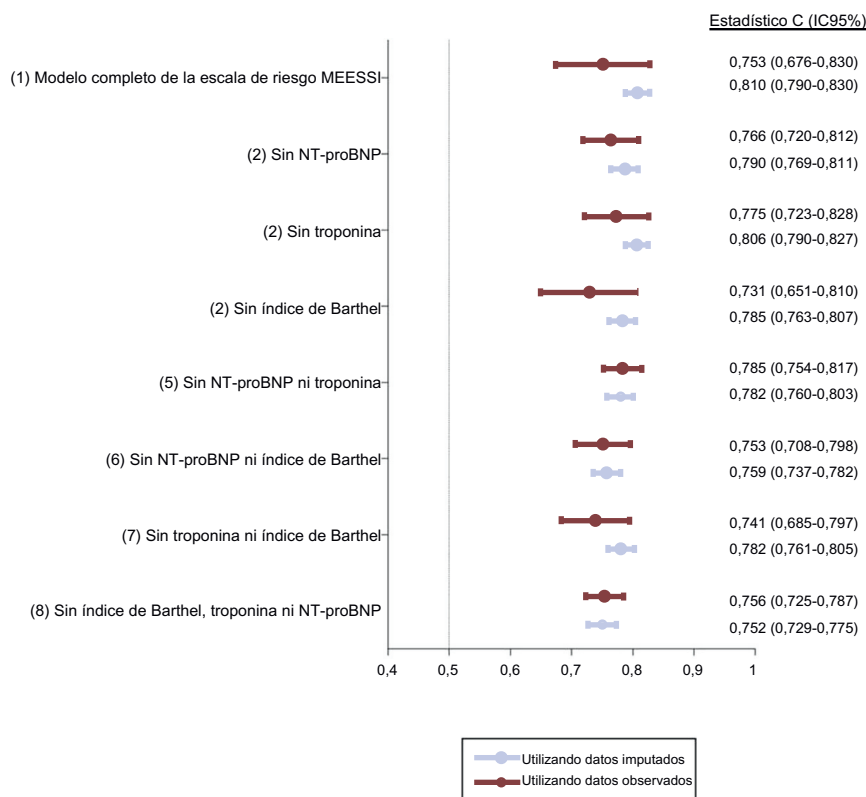 Estadístico C (IC95%)
(1) Modelo completo de la escala de riesgo MEESSI
0,753 (0,676-0,830)
0,810 (0,790-0,830)
(2) Sin NT-proBNP
0,766 (0,720-0,812)
0,790 (0,769-0,811)
(2) Sin troponina
0,775 (0,723-0,828)
0,806 (0,790-0,827)
(2) Sin índice de Barthel
0,731 (0,651-0,810)
0,785 (0,763-0,807)
(5) Sin NT-proBNP ni troponina
0,785 (0,754-0,817)
0,782 (0,760-0,803)
(6) Sin NT-proBNP ni índice de Barthel
0,753 (0,708-0,798)
0,759 (0,737-0,782)
(7) Sin troponina ni índice de Barthel
0,741 (0,685-0,797)
0,782 (0,761-0,805)
(8) Sin índice de Barthel, troponina ni NT-proBNP
0,756 (0,725-0,787)
0,752 (0,729-0,775)
0,4 0,5 0,6 0,7 0,8 0,9 1
Utilizando datos imputados
Utilizando datos observados